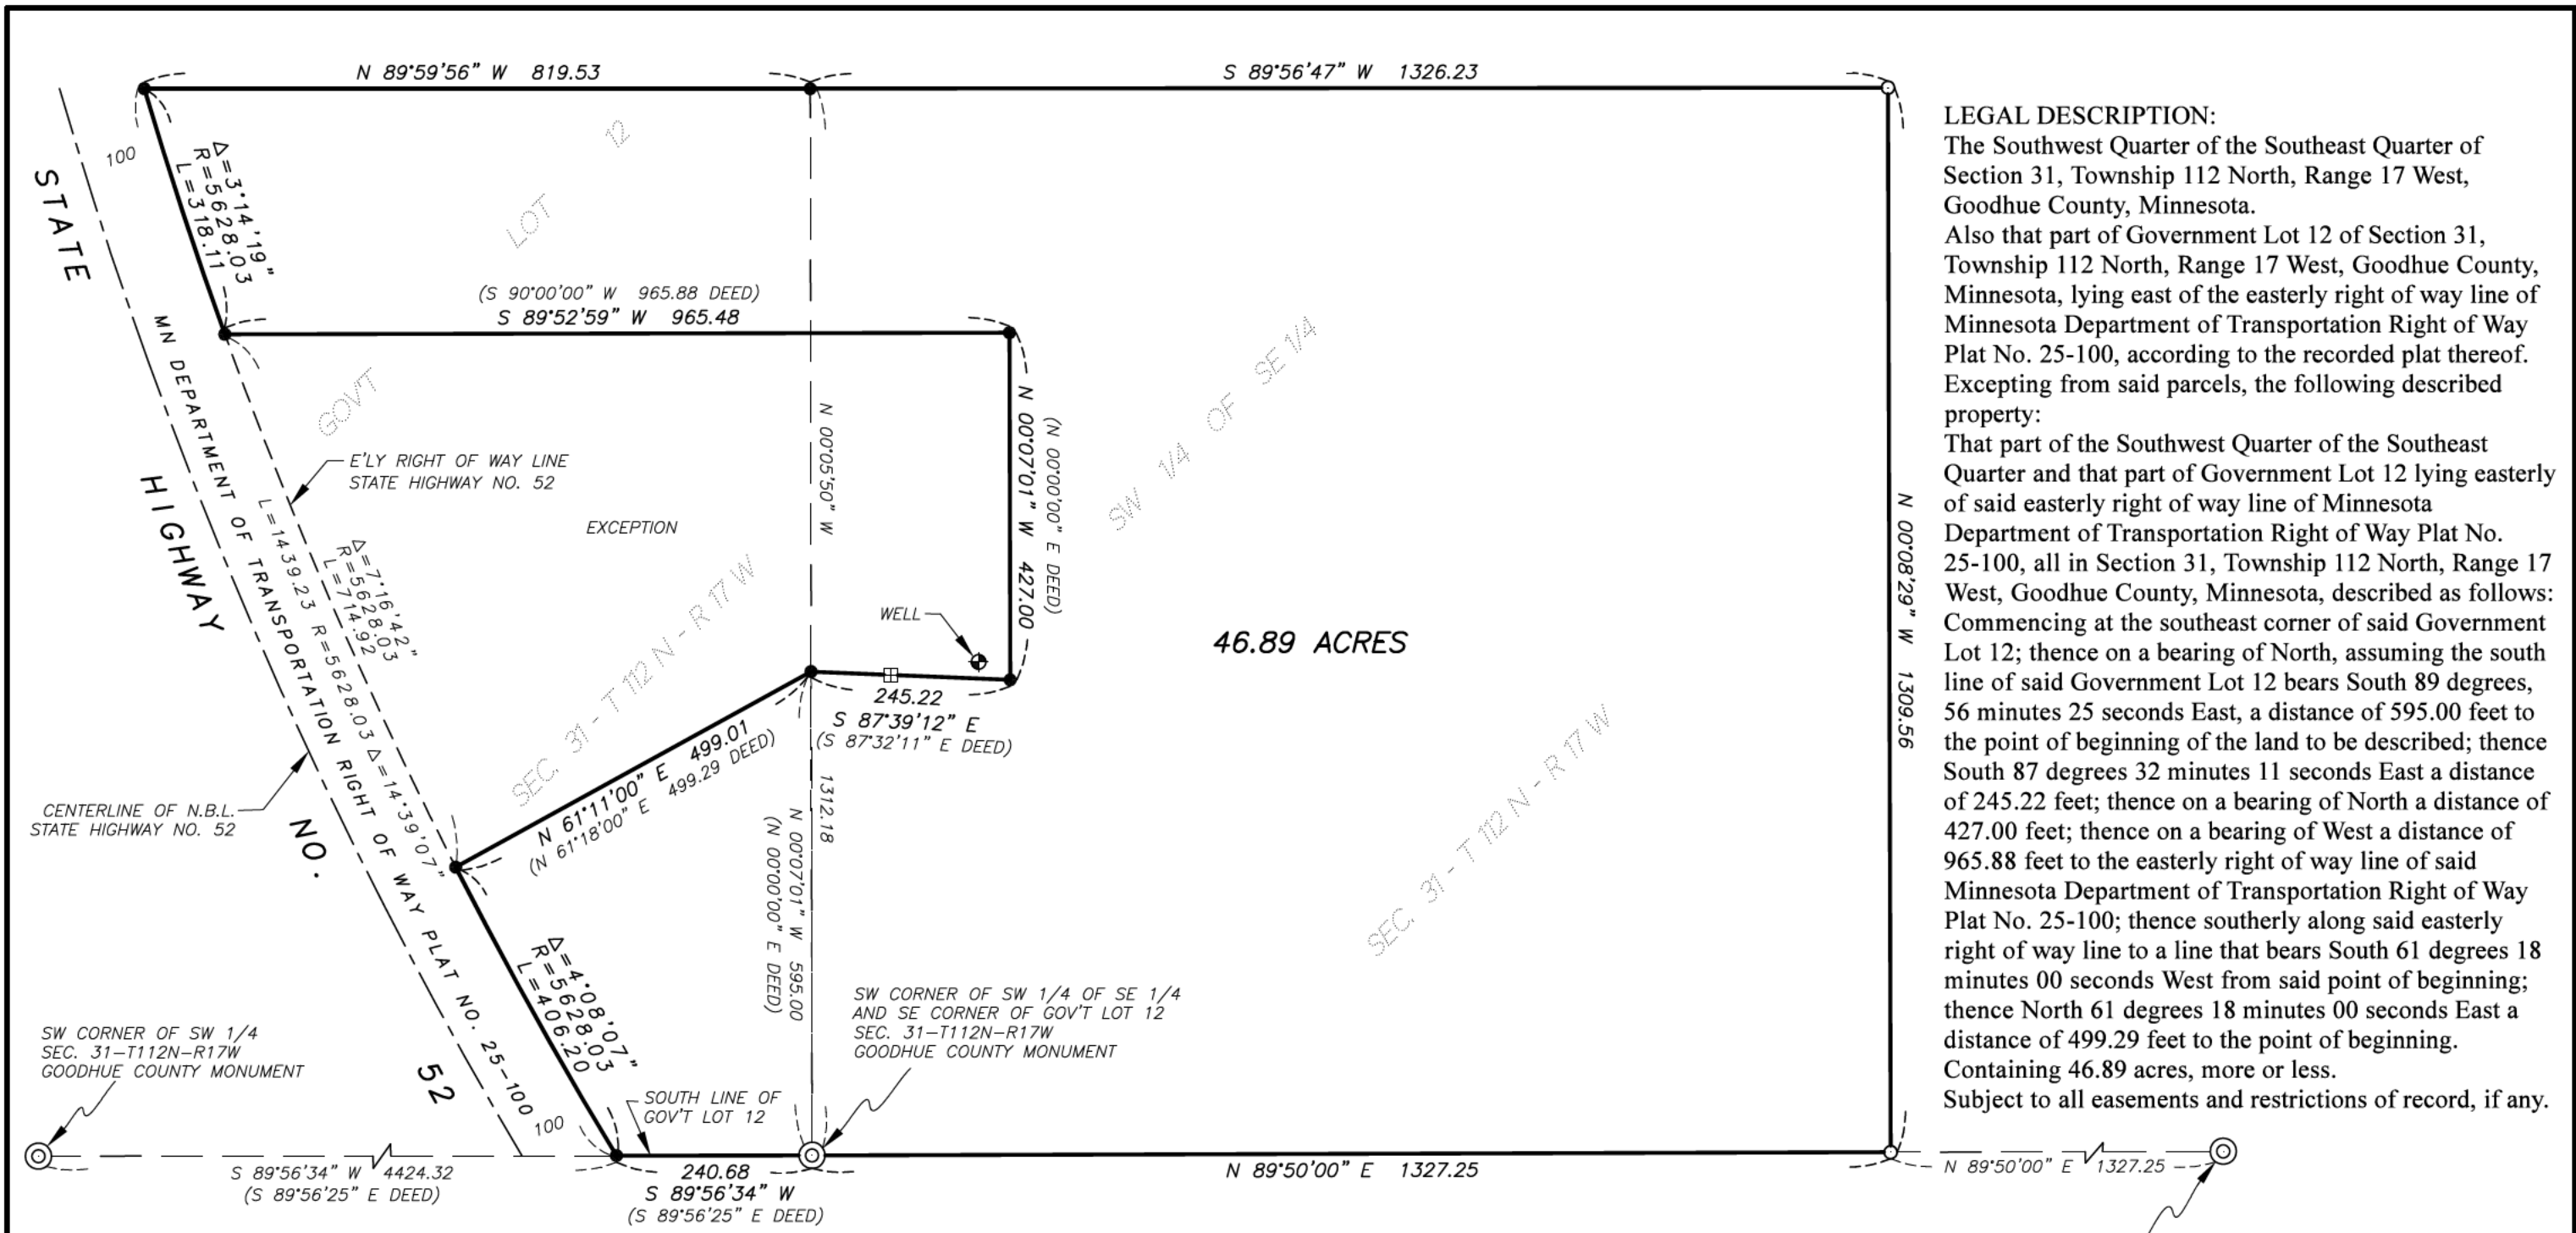 N 89°59'56" W 819.53
S 89°56'47" W 1326.23
100
Δ=3°14'19"
R=5628.03
L=318.11
LOT 12
STATE
HIGHWAY
NO.
52
(S 90°00'00" W 965.88 DEED)
S 89°52'59" W 965.48
MN DEPARTMENT OF TRANSPORTATION RIGHT OF WAY PLAT NO. 25-100
GOVT
E'LY RIGHT OF WAY LINE
STATE HIGHWAY NO. 52
L=1439.23 R=5628.03 Δ=14°39'07"
Δ=7°16'42"
R=5628.03
L=714.92
EXCEPTION
N 00°05'50" W
1312.18
(N 00°00'00" E DEED)
N 00°07'01" W 427.00
SW 1/4 OF SE 1/4
SEC. 31 - T 112 N - R 17 W
WELL
46.89 ACRES
N 00°08'29" W 1309.56
245.22
S 87°39'12" E
(S 87°32'11" E DEED)
N 61°11'00" E 499.01
(N 61°18'00" E 499.29 DEED)
N 00°07'01" W 595.00
(N 00°00'00" E DEED)
SEC. 31 - T 112 N - R 17 W
CENTERLINE OF N.B.L.
STATE HIGHWAY NO. 52
Δ=4°08'07"
R=5628.03
L=406.20
SW CORNER OF SW 1/4
SEC. 31-T112N-R17W
GOODHUE COUNTY MONUMENT
SW CORNER OF SW 1/4 OF SE 1/4
AND SE CORNER OF GOV'T LOT 12
SEC. 31-T112N-R17W
GOODHUE COUNTY MONUMENT
SOUTH LINE OF
GOV'T LOT 12
100
S 89°56'34" W 4424.32
(S 89°56'25" E DEED)
240.68
S 89°56'34" W
(S 89°56'25" E DEED)
N 89°50'00" E 1327.25
N 89°50'00" E 1327.25
LEGAL DESCRIPTION:
The Southwest Quarter of the Southeast Quarter of
Section 31, Township 112 North, Range 17 West,
Goodhue County, Minnesota.
Also that part of Government Lot 12 of Section 31,
Township 112 North, Range 17 West, Goodhue County,
Minnesota, lying east of the easterly right of way line of
Minnesota Department of Transportation Right of Way
Plat No. 25-100, according to the recorded plat thereof.
Excepting from said parcels, the following described
property:
That part of the Southwest Quarter of the Southeast
Quarter and that part of Government Lot 12 lying easterly
of said easterly right of way line of Minnesota
Department of Transportation Right of Way Plat No.
25-100, all in Section 31, Township 112 North, Range 17
West, Goodhue County, Minnesota, described as follows:
Commencing at the southeast corner of said Government
Lot 12; thence on a bearing of North, assuming the south
line of said Government Lot 12 bears South 89 degrees,
56 minutes 25 seconds East, a distance of 595.00 feet to
the point of beginning of the land to be described; thence
South 87 degrees 32 minutes 11 seconds East a distance
of 245.22 feet; thence on a bearing of North a distance of
427.00 feet; thence on a bearing of West a distance of
965.88 feet to the easterly right of way line of said
Minnesota Department of Transportation Right of Way
Plat No. 25-100; thence southerly along said easterly
right of way line to a line that bears South 61 degrees 18
minutes 00 seconds West from said point of beginning;
thence North 61 degrees 18 minutes 00 seconds East a
distance of 499.29 feet to the point of beginning.
Containing 46.89 acres, more or less.
Subject to all easements and restrictions of record, if any.